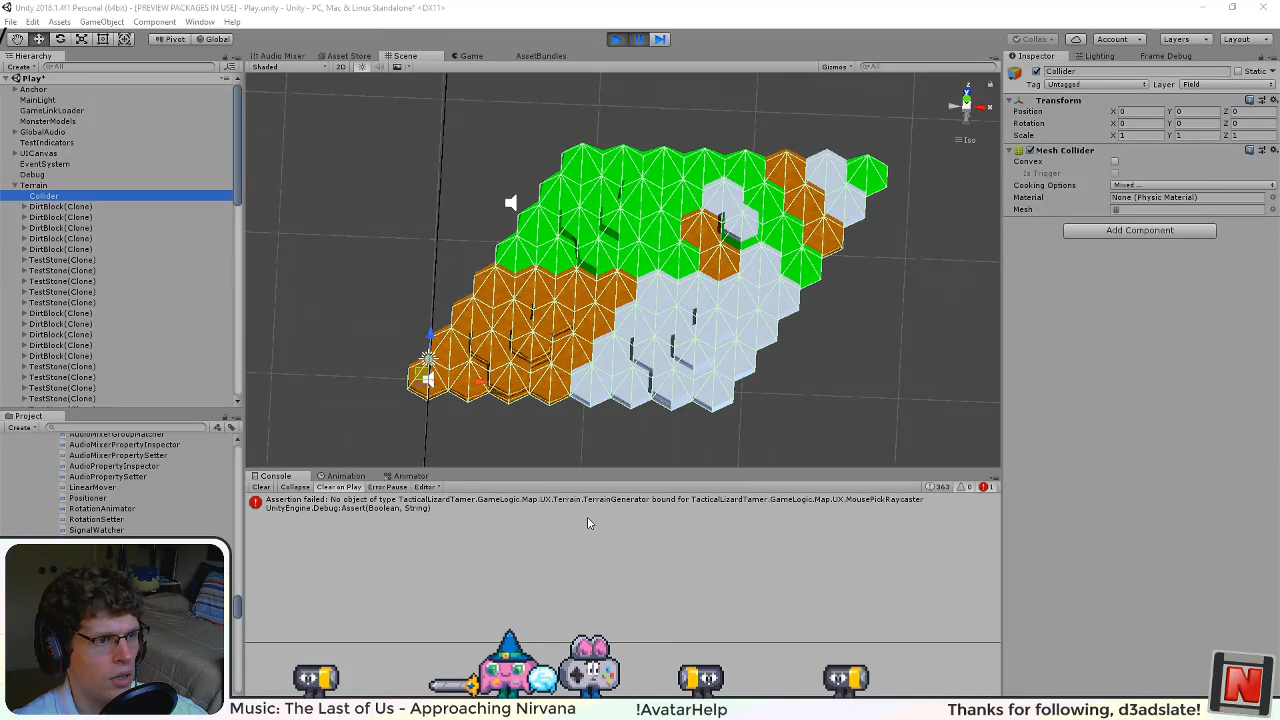 [PREVIEW PACKAGES IN USE] - Play.unity - Unity - PC, Mac & Linux Standalone* <DX11>
File Edit Assets GameObject Component Window Help
Pivot Global Collab Account Layers Layout
Hierarchy Audio Mixer Asset Store Scene Game AssetBundles Inspector Lighting Frame Debug
Create All Shaded 2D Gizmos All
Play*
Anchor
MainLight
GameLinkLoader
MonsterModels
TestIndicators
GlobalAudio
TownCamera
UICanvas
EventSystem
Debug
Terrain
Collider
DirtBlock(Clone)
DirtBlock(Clone)
DirtBlock(Clone)
DirtBlock(Clone)
DirtBlock(Clone)
TestStone(Clone)
TestStone(Clone)
TestStone(Clone)
TestStone(Clone)
TestStone(Clone)
DirtBlock(Clone)
DirtBlock(Clone)
DirtBlock(Clone)
DirtBlock(Clone)
DirtBlock(Clone)
TestStone(Clone)
TestStone(Clone)
TestStone(Clone)
TestStone(Clone)
Iso
Collider Static
Tag Untagged Layer Field
Transform
Position X 0 Y 0 Z 0
Rotation X 0 Y 0 Z 0
Scale X 1 Y 1 Z 1
Mesh Collider
Convex
Is Trigger
Cooking Options Mixed ...
Material None (Physic Material)
Mesh
Add Component
Project
Create
AudioMixerGroupMatcher
AudioMixerPropertyInspector
AudioMixerPropertySetter
AudioPropertyInspector
AudioPropertySetter
LinearMover
Positioner
RotationAnimator
RotationSetter
SignalWatcher
Console Animation Animator
Clear Collapse Clear on Play Error Pause Editor 363 0 1
Assertion failed: No object of type TacticalLizardTamer.GameLogic.Map.UX.Terrain.TerrainGenerator bound for TacticalLizardTamer.GameLogic.Map.UX.MousePickRaycaster
UnityEngine.Debug:Assert(Boolean, String)
N
Music: The Last of Us - Approaching Nirvana !AvatarHelp Thanks for following, d3adslate!